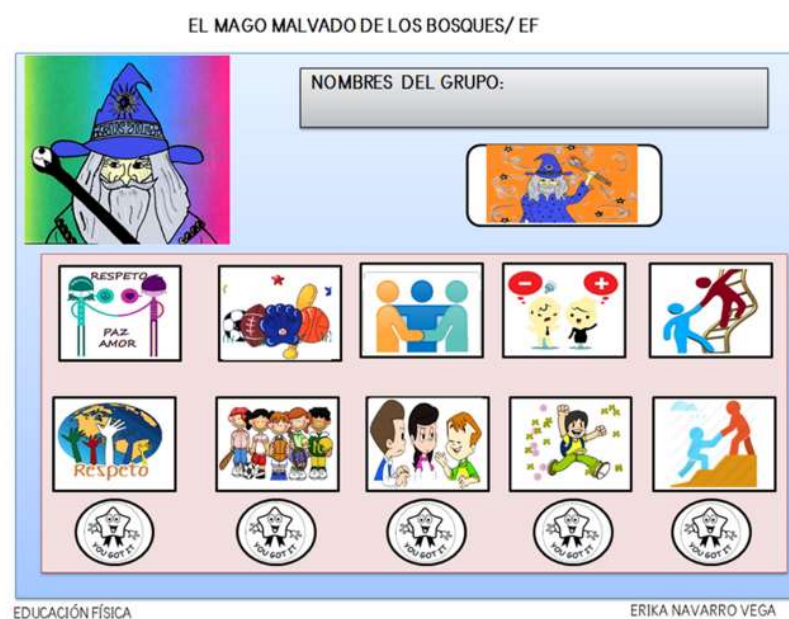 EL MAGO MALVADO DE LOS BOSQUES/ EF
NOMBRES DEL GRUPO:
RESPETO
PAZ
AMOR
Respeto
YOU GOT IT
YOU GOT IT
YOU GOT IT
YOU GOT IT
YOU GOT IT
EDUCACIÓN FÍSICA
ERIKA NAVARRO VEGA